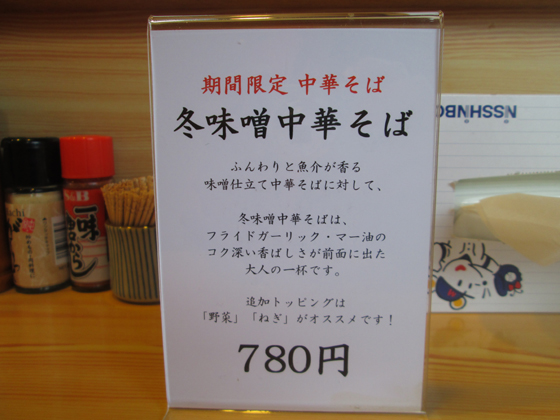 期間限定 中華そば
冬味噌中華そば
ふんわりと魚介が香る
味噌仕立て中華そばに対して、
冬味噌中華そばは、
フライドガーリック・マー油の
コク深い香ばしさが前面に出た
大人の一杯です。
追加トッピングは
「野菜」「ねぎ」がオススメです!
780円
S&B
一味